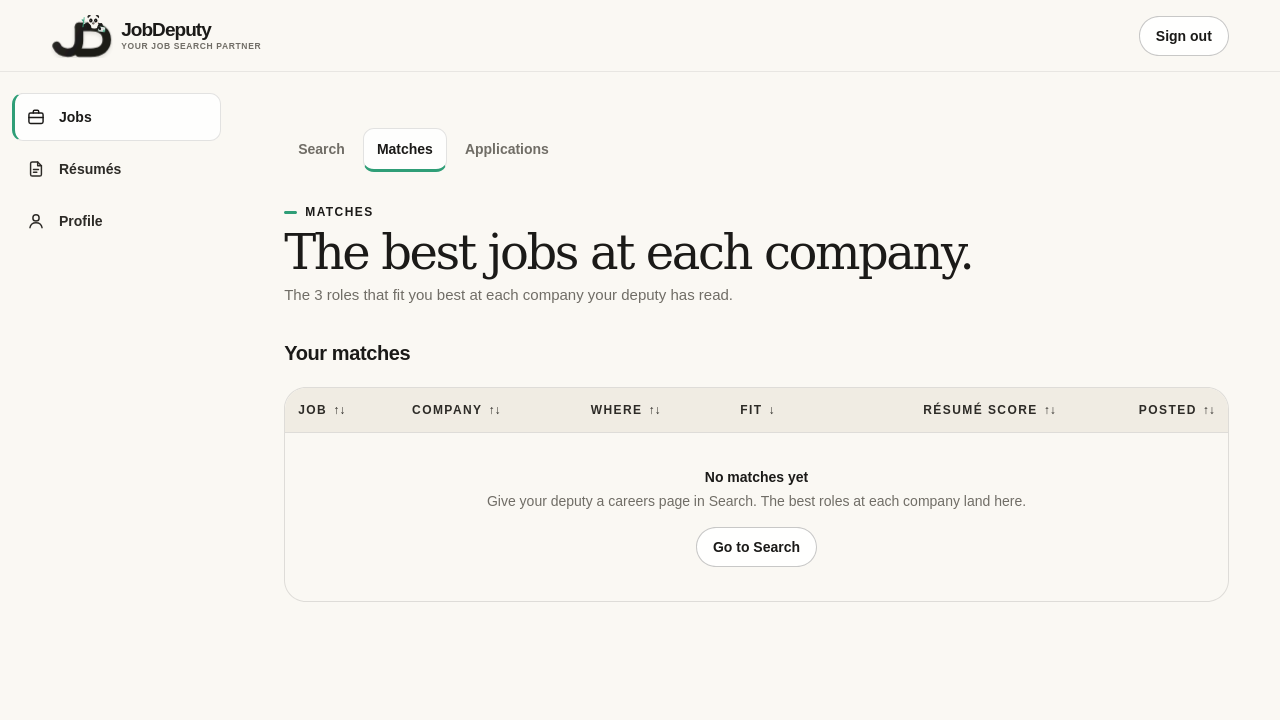 JobDeputy
YOUR JOB SEARCH PARTNER
Sign out
Jobs
Résumés
Profile
Search Matches Applications
MATCHES
The best jobs at each company.
The 3 roles that fit you best at each company your deputy has read.
Your matches
JOB ↑↓ COMPANY ↑↓ WHERE ↑↓ FIT ↓ RÉSUMÉ SCORE ↑↓ POSTED ↑↓
No matches yet
Give your deputy a careers page in Search. The best roles at each company land here.
Go to Search